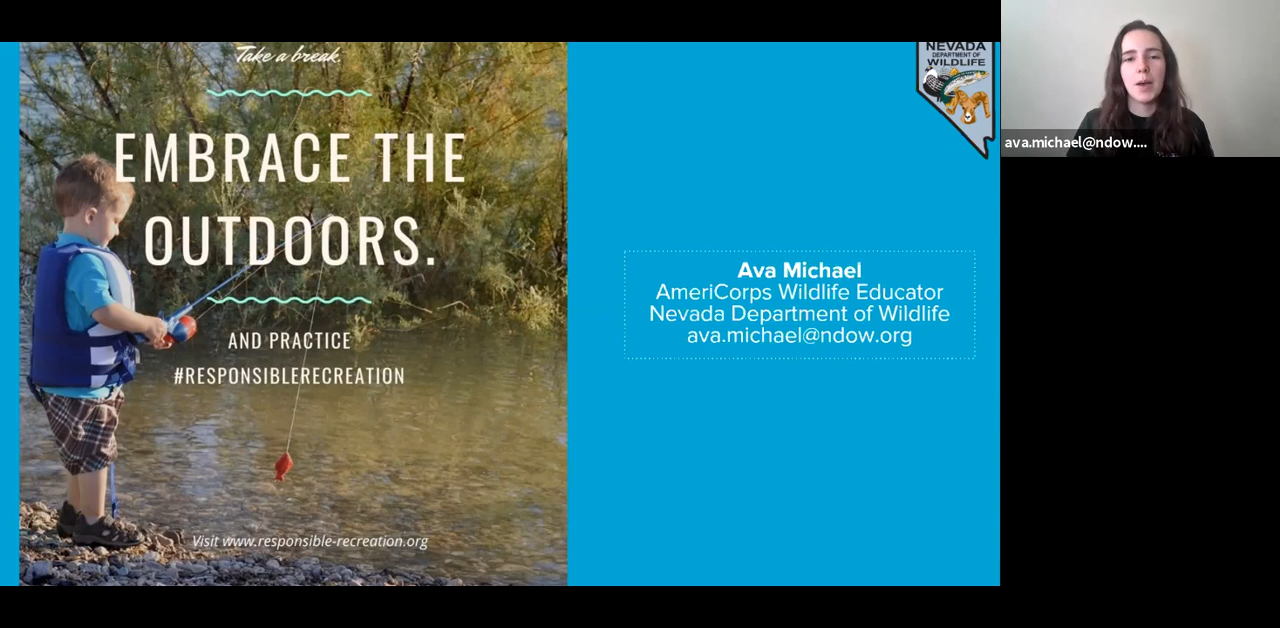 Take a break.
EMBRACE THE
OUTDOORS.
AND PRACTICE
#RESPONSIBLERECREATION
Visit www.responsible-recreation.org
NEVADA
DEPARTMENT OF
WILDLIFE
Ava Michael
AmeriCorps Wildlife Educator
Nevada Department of Wildlife
ava.michael@ndow.org
ava.michael@ndow....